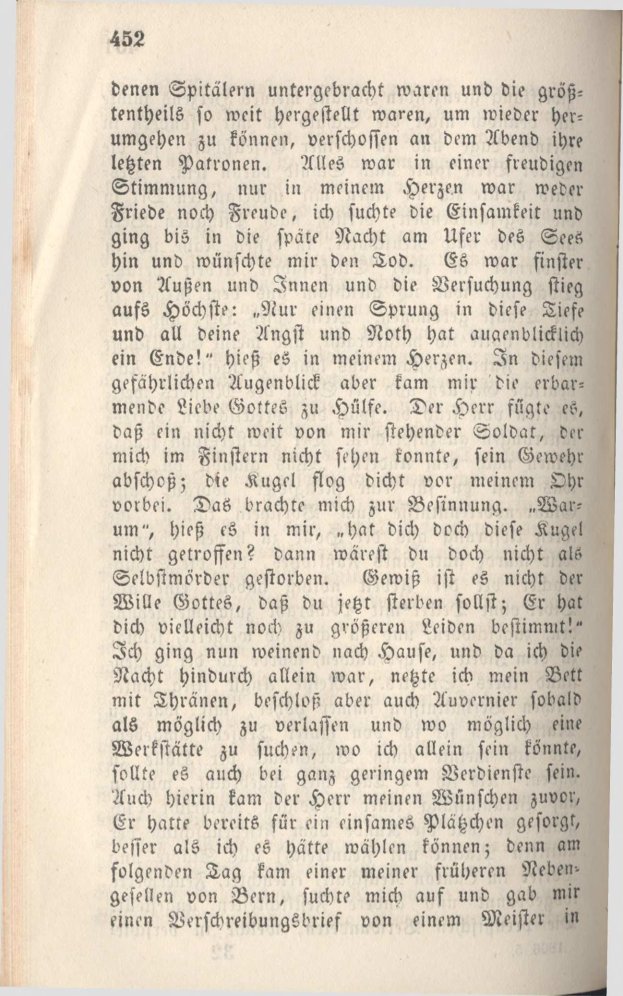 452
denen Spitälern untergebracht waren und die größ-
tentheils so weit hergestellt waren, um wieder her-
umgehen zu können, verschossen an dem Abend ihre
letzten Patronen. Alles war in einer freudigen
Stimmung, nur in meinem Herzen war weder
Friede noch Freude, ich suchte die Einsamkeit und
ging bis in die späte Nacht am Ufer des Sees
hin und wünschte mir den Tod. Es war finster
von Außen und Innen und die Versuchung stieg
aufs Höchste: „Nur einen Sprung in diese Tiefe
und all deine Angst und Noth hat augenblicklich
ein Ende!“ hieß es in meinem Herzen. In diesem
gefährlichen Augenblick aber kam mir die erbar-
mende Liebe Gottes zu Hülfe. Der Herr fügte es,
daß ein nicht weit von mir stehender Soldat, der
mich im Finstern nicht sehen konnte, sein Gewehr
abschoß; die Kugel flog dicht vor meinem Ohr
vorbei. Das brachte mich zur Besinnung. „War-
um“, hieß es in mir, „hat dich doch diese Kugel
nicht getroffen? dann wärest du doch nicht als
Selbstmörder gestorben. Gewiß ist es nicht der
Wille Gottes, daß du jetzt sterben sollst; Er hat
dich vielleicht noch zu größeren Leiden bestimmt!“
Ich ging nun weinend nach Hause, und da ich die
Nacht hindurch allein war, netzte ich mein Bett
mit Thränen, beschloß aber auch Auvernier sobald
als möglich zu verlassen und wo möglich eine
Werkstätte zu suchen, wo ich allein sein könnte,
sollte es auch bei ganz geringem Verdienste sein.
Auch hierin kam der Herr meinen Wünschen zuvor,
Er hatte bereits für ein einsames Plätzchen gesorgt,
besser als ich es hätte wählen können; denn am
folgenden Tag kam einer meiner früheren Neben-
gesellen von Bern, suchte mich auf und gab mir
einen Verschreibungsbrief von einem Meister in